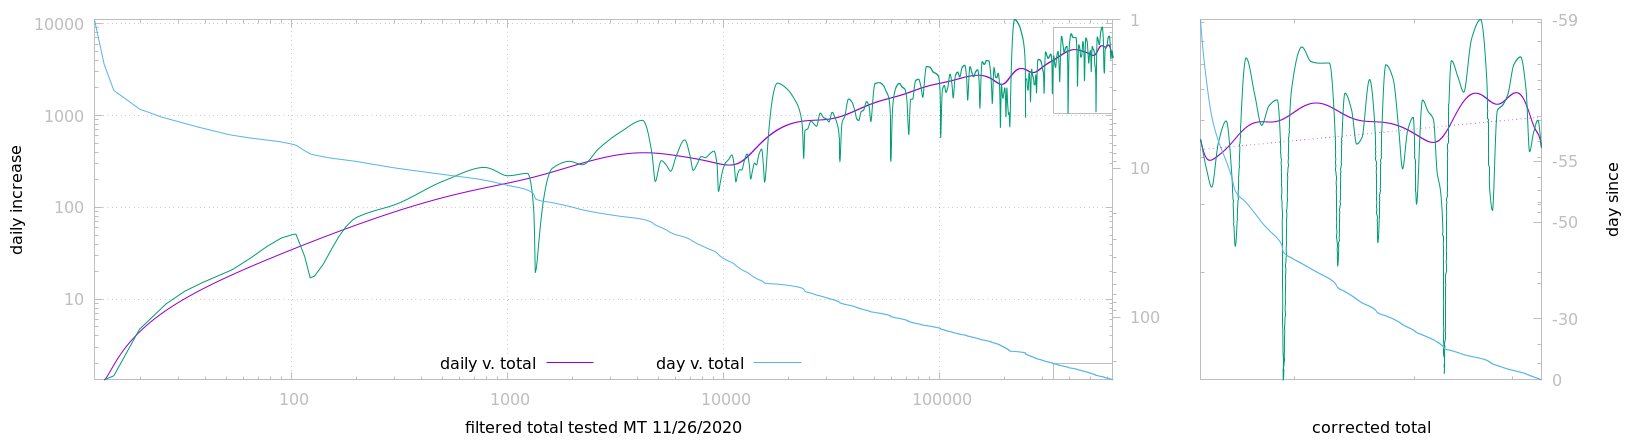 10000
1000
100
10
daily increase
100
1000
10000
100000
filtered total tested MT 11/26/2020
daily v. total
day v. total
1
10
100
-59
-55
-50
-30
0
day since
corrected total